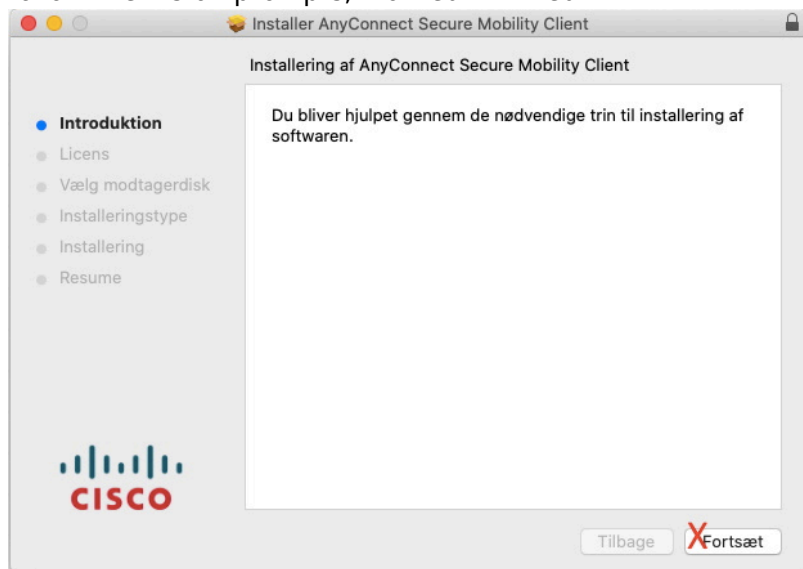 Installer AnyConnect Secure Mobility Client
Installering af AnyConnect Secure Mobility Client
Introduktion
Licens
Vælg modtagerdisk
Installeringstype
Installering
Resume
Du bliver hjulpet gennem de nødvendige trin til installering af
softwaren.
CISCO
Tilbage
X
Fortsæt